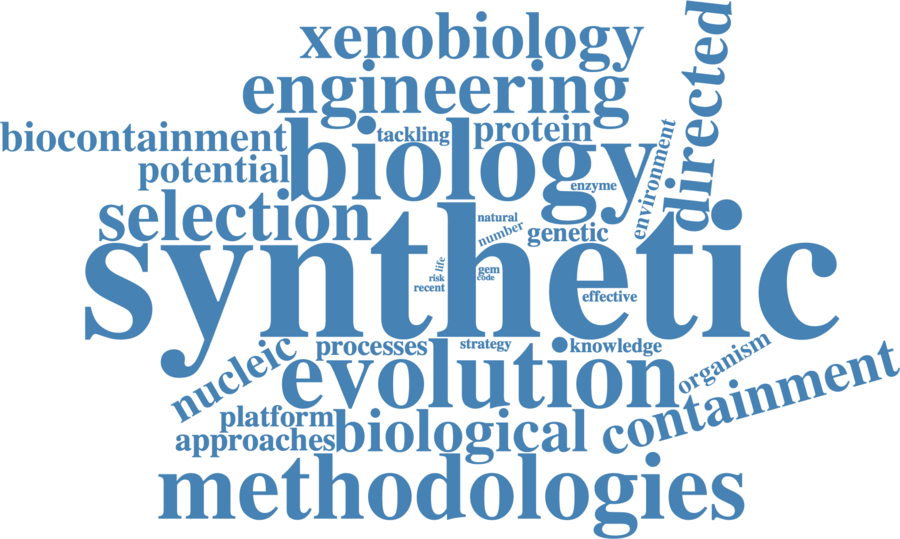 xenobiology
engineering
directed
biocontainment
tackling
protein
potential
biology
enzyme
environment
selection
natural
number
genetic
synthetic
life
risk
recent
gem
code
effective
nucleic
processes
strategy
knowledge
evolution
organism
platform
approaches
biological
containment
methodologies